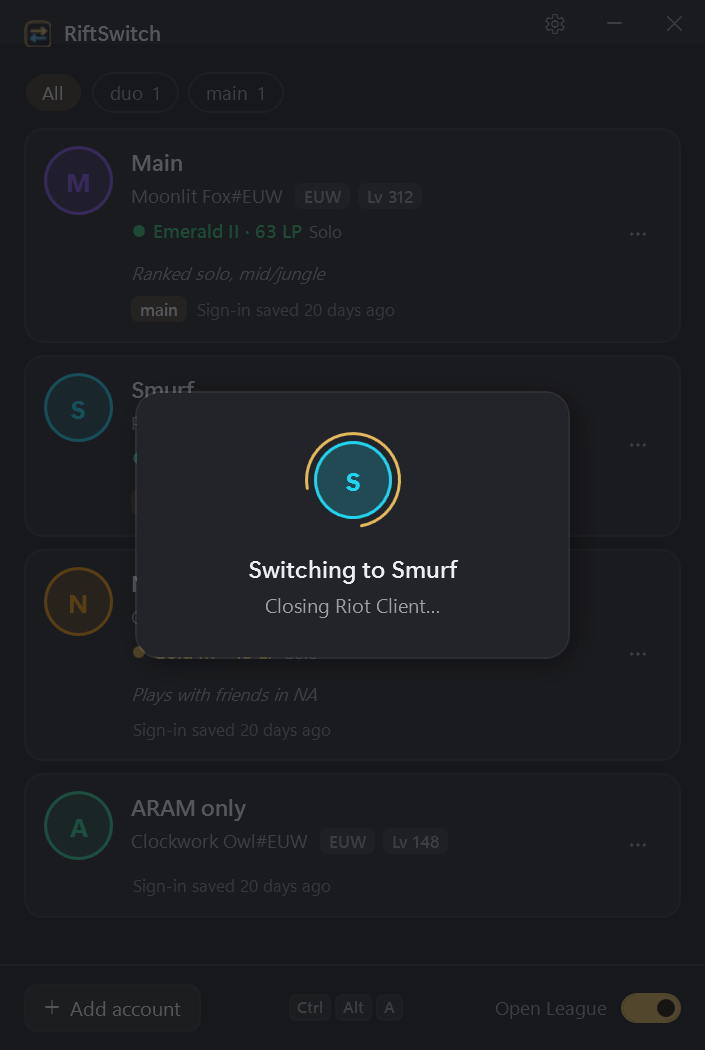 RiftSwitch
All
duo 1
main 1
M
Main
Moonlit Fox#EUW EUW Lv 312
Emerald II · 63 LP Solo
Ranked solo, mid/jungle
main Sign-in saved 20 days ago
S
Smurf
S
Switching to Smurf
Closing Riot Client...
N
Plays with friends in NA
Sign-in saved 20 days ago
A
ARAM only
Clockwork Owl#EUW EUW Lv 148
Sign-in saved 20 days ago
+ Add account
Ctrl Alt A
Open League